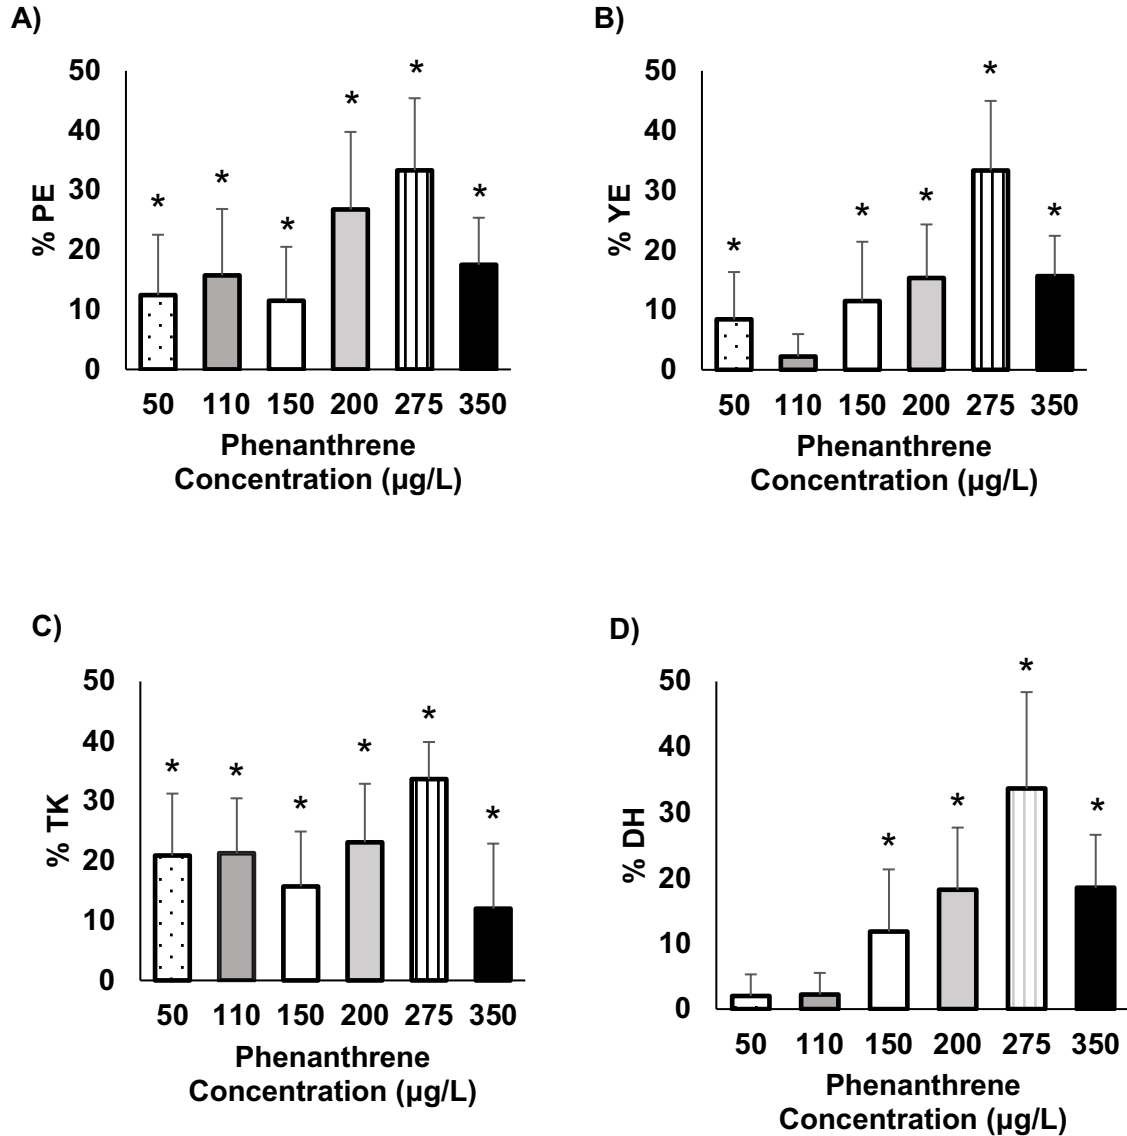 A)
50
40
30
20
10
0
% PE
* * * * * *
50 110 150 200 275 350
Phenanthrene
Concentration (µg/L)
B)
50
40
30
20
10
0
% YE
* * * * *
50 110 150 200 275 350
Phenanthrene
Concentration (µg/L)
C)
50
40
30
20
10
0
% TK
* * * * * *
50 110 150 200 275 350
Phenanthrene
Concentration (µg/L)
D)
50
40
30
20
10
0
% DH
* * * *
50 110 150 200 275 350
Phenanthrene
Concentration (µg/L)